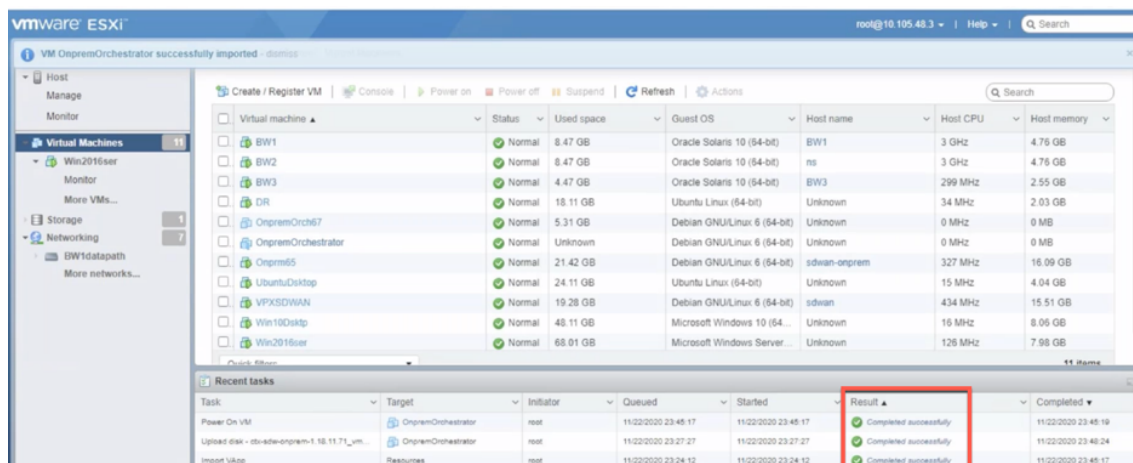 vmware ESXi
root@10.105.48.3 | Help | Search
VM OnpremOrchestrator successfully imported - dismiss
Host
Manage
Monitor
Virtual Machines 11
Win2016ser
Monitor
More VMs...
Storage 1
Networking 7
BW1datapath
More networks...
Create / Register VM | Console | Power on Power off Suspend | Refresh | Actions Search
Virtual machine Status Used space Guest OS Host name Host CPU Host memory
BW1 Normal 8.47 GB Oracle Solaris 10 (64-bit) BW1 3 GHz 4.76 GB
BW2 Normal 8.47 GB Oracle Solaris 10 (64-bit) ns 3 GHz 4.76 GB
BW3 Normal 4.47 GB Oracle Solaris 10 (64-bit) BW3 299 MHz 2.55 GB
DR Normal 18.11 GB Ubuntu Linux (64-bit) Unknown 34 MHz 2.03 GB
OnpremOrch67 Normal 5.31 GB Debian GNU/Linux 6 (64-bit) Unknown 0 MHz 0 MB
OnpremOrchestrator Normal Unknown Debian GNU/Linux 6 (64-bit) Unknown 0 MHz 0 MB
Onprm65 Normal 21.42 GB Debian GNU/Linux 6 (64-bit) sdwan-onprem 327 MHz 16.09 GB
UbuntuDsktop Normal 24.11 GB Ubuntu Linux (64-bit) Unknown 15 MHz 4.04 GB
VPXSDWAN Normal 19.28 GB Debian GNU/Linux 6 (64-bit) sdwan 434 MHz 15.51 GB
Win10Dsktp Normal 48.11 GB Microsoft Windows 10 (64... Unknown 16 MHz 8.06 GB
Win2016ser Normal 68.01 GB Microsoft Windows Server... Unknown 126 MHz 7.98 GB
Quick filters... 11 items
Recent tasks
Task Target Initiator Queued Started Result Completed
Power On VM OnpremOrchestrator root 11/22/2020 23:45:17 11/22/2020 23:45:17 Completed successfully 11/22/2020 23:45:19
Upload disk - ctx-sdw-onprem-1.18.11.71_vm... OnpremOrchestrator root 11/22/2020 23:27:27 11/22/2020 23:27:27 Completed successfully 11/22/2020 23:48:24
Import VApp Resources root 11/22/2020 23:24:12 11/22/2020 23:24:12 Completed successfully 11/22/2020 23:45:17